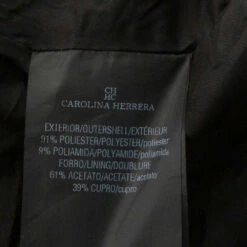 CH
HC
CAROLINA HERRERA
EXTERIOR/OUTERSHELL/EXTÉRIEUR
91% POLIESTER/POLYESTER/polyester
9% POLIAMIDA/POLYAMIDE/polyamide
FORRO/LINING/DOUBLURE
61% ACETATO/ACETATE/acetato
39% CUPRO/cupro